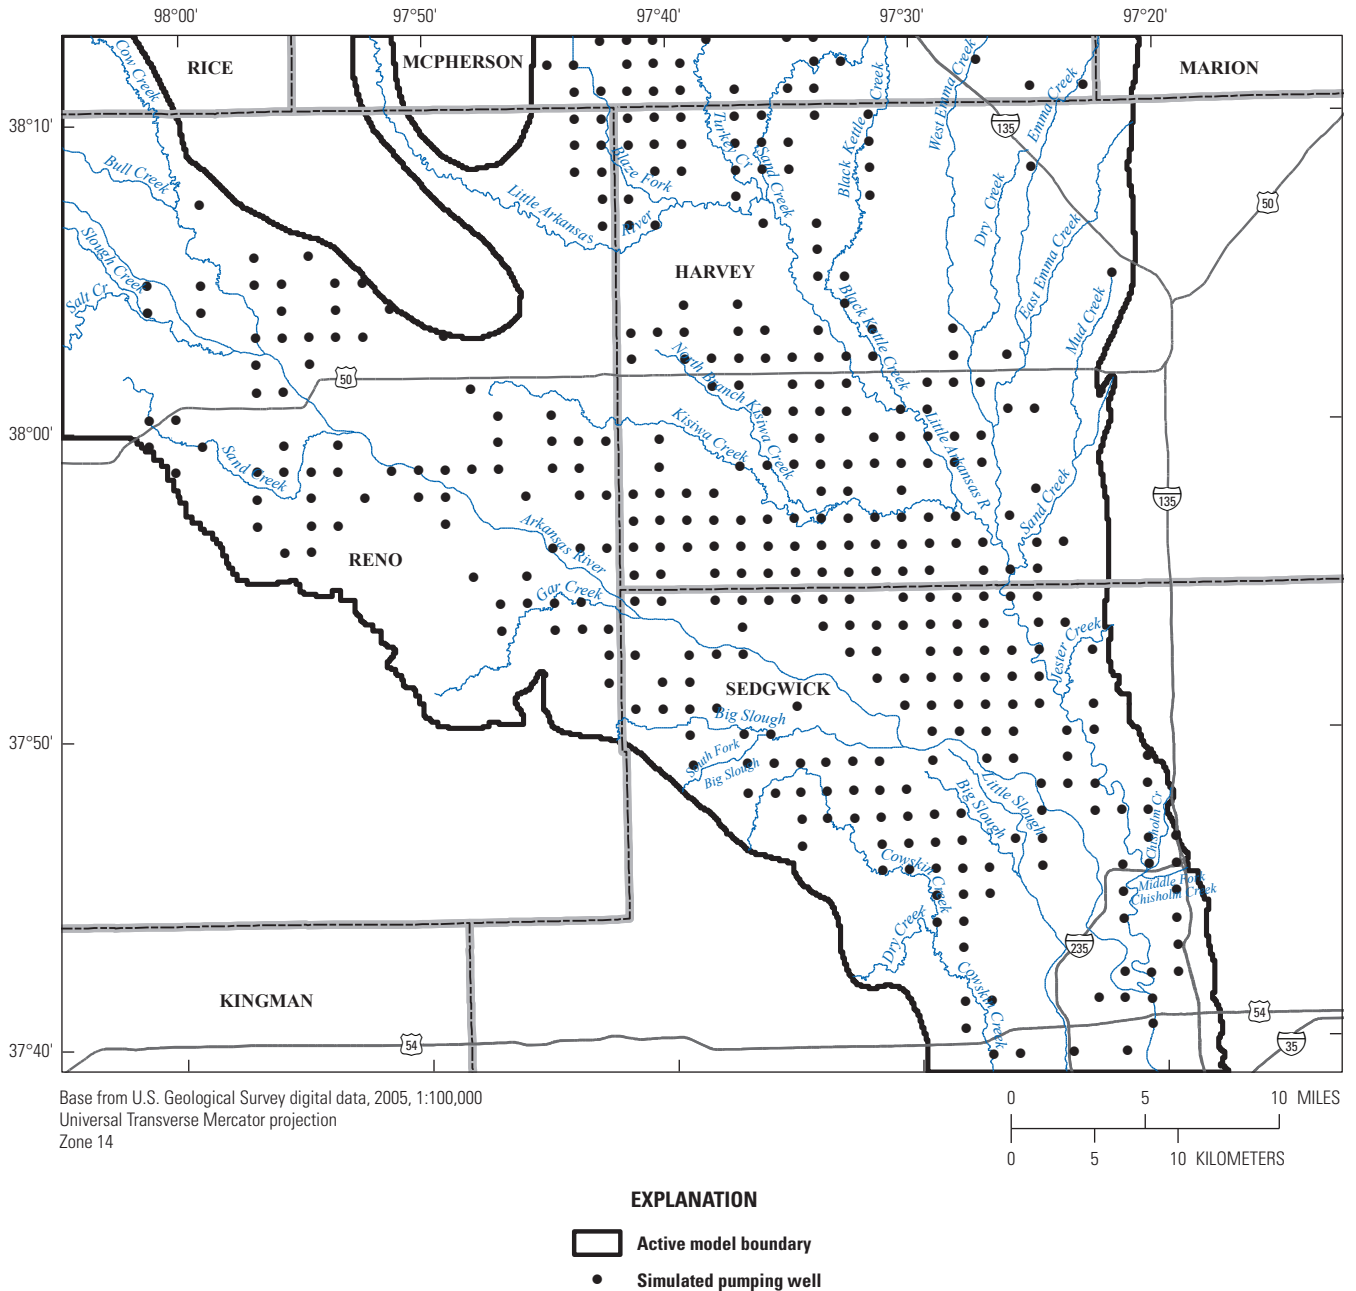 98°00'
97°50'
97°40'
97°30'
97°20'
38°10'
38°00'
37°50'
37°40'
RICE
MCPHERSON
MARION
HARVEY
RENO
SEDGWICK
KINGMAN
Cow Creek
Bull Creek
Slough Creek
Salt Cr
Little Arkansas
River
Blaze Fork
Turkey Cr
Sand Creek
Black Kettle
Creek
West Emma Creek
Emma Creek
Dry Creek
East Emma Creek
Mud Creek
135
50
Black Kettle Creek
North Branch Kisiwa Creek
Kisiwa Creek
50
Little Arkansas R
Sand Creek
Sand Creek
135
Arkansas River
Gar Creek
Jester Creek
Big Slough
South Fork
Big Slough
Little Slough
Big Slough
Chisholm Cr
Middle Fork
Chisholm Creek
Cowskin Creek
Dry Creek
Cowskin Creek
235
54
54
35
Base from U.S. Geological Survey digital data, 2005, 1:100,000
Universal Transverse Mercator projection
Zone 14
0 5 10 MILES
0 5 10 KILOMETERS
EXPLANATION
Active model boundary
Simulated pumping well